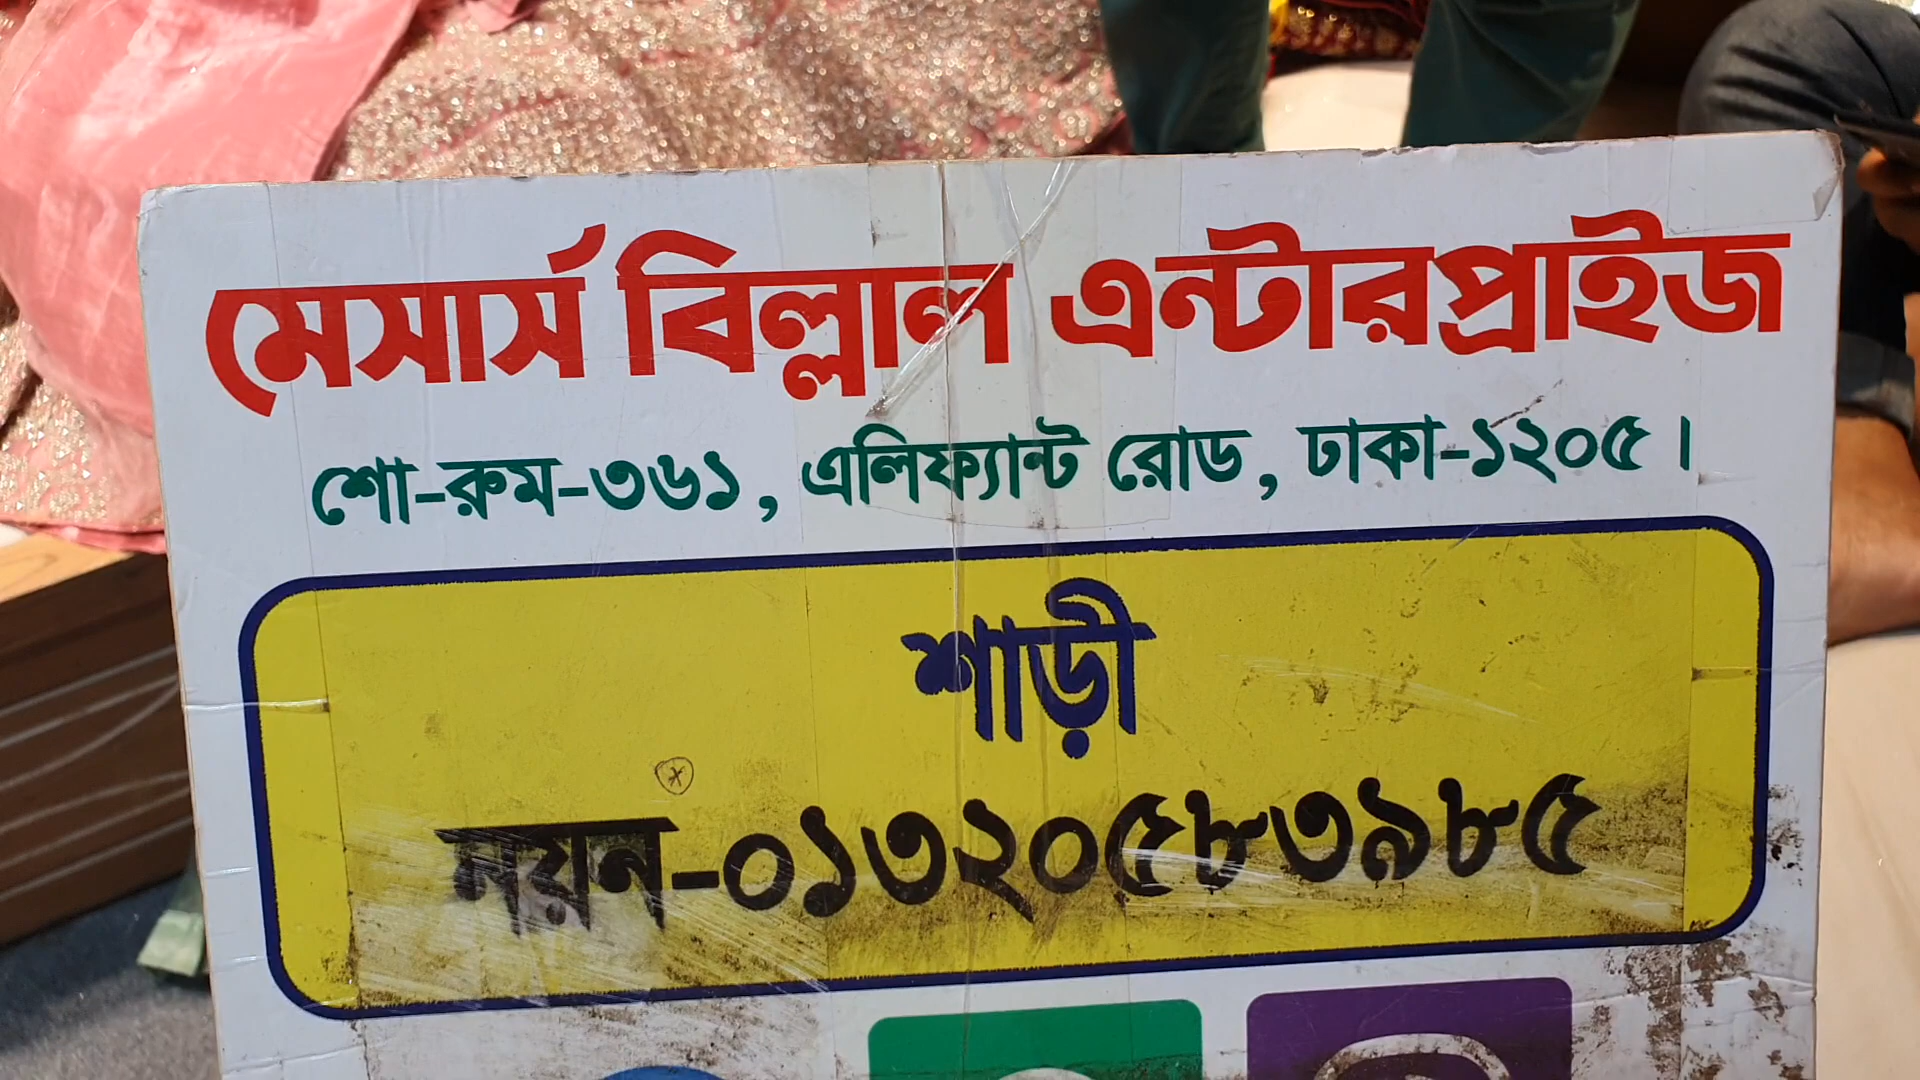 মেসার্স বিল্লাল এন্টারপ্রাইজ
শো-রুম-৩৬১, এলিফ্যান্ট রোড, ঢাকা-১২০৫।
শাড়ী
নয়ন-০১৩২০৫৮৩৯৮৫